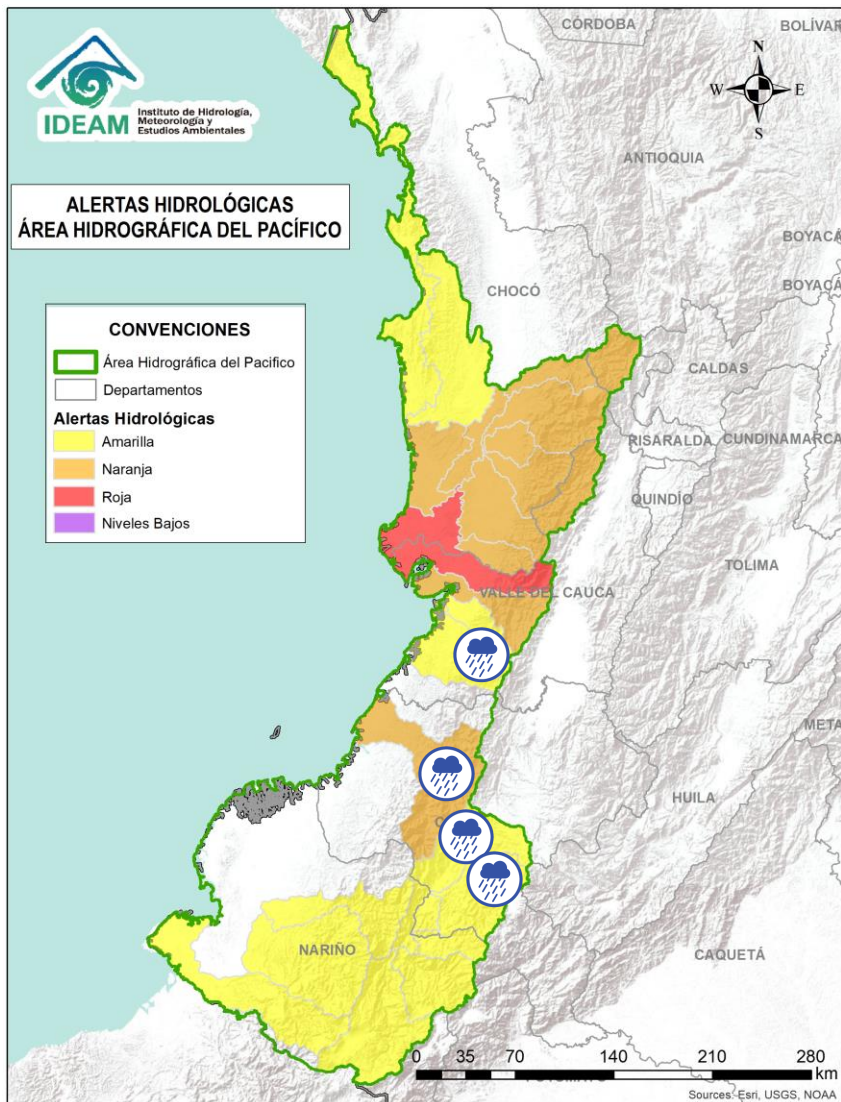 CÓRDOBA
BOLÍVAR
IDEAM
Instituto de Hidrología,
Meteorología y
Estudios Ambientales
N
W
E
S
ANTIOQUIA
ALERTAS HIDROLÓGICAS
ÁREA HIDROGRÁFICA DEL PACÍFICO
BOYACÁ
BOYACÁ
CHOCÓ
CONVENCIONES
Área Hidrográfica del Pacifico
Departamentos
Alertas Hidrológicas
Amarilla
Naranja
Roja
Niveles Bajos
CALDAS
RISARALDA
CUNDINAMARCA
QUINDÍO
TOLIMA
VALLE DEL CAUCA
META
HUILA
NARIÑO
CAQUETÁ
0 35 70 140 210 280
km
Sources: Esri, USGS, NOAA